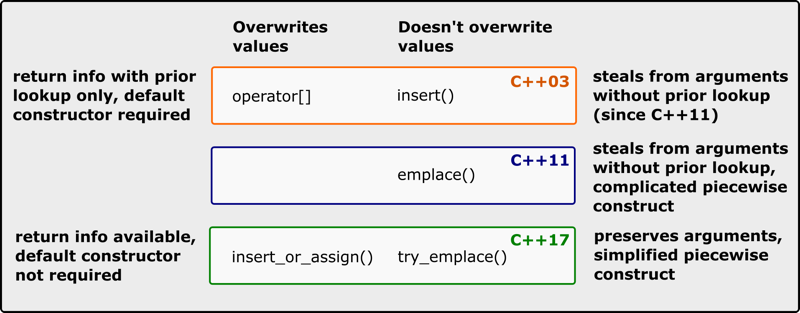 Overwrites
values
Doesn't overwrite
values
return info with prior
lookup only, default
constructor required
operator[]
insert()
C++03
steals from arguments
without prior lookup
(since C++11)
emplace()
C++11
steals from arguments
without prior lookup,
complicated piecewise
construct
return info available,
default constructor
not required
insert_or_assign()
try_emplace()
C++17
preserves arguments,
simplified piecewise
construct